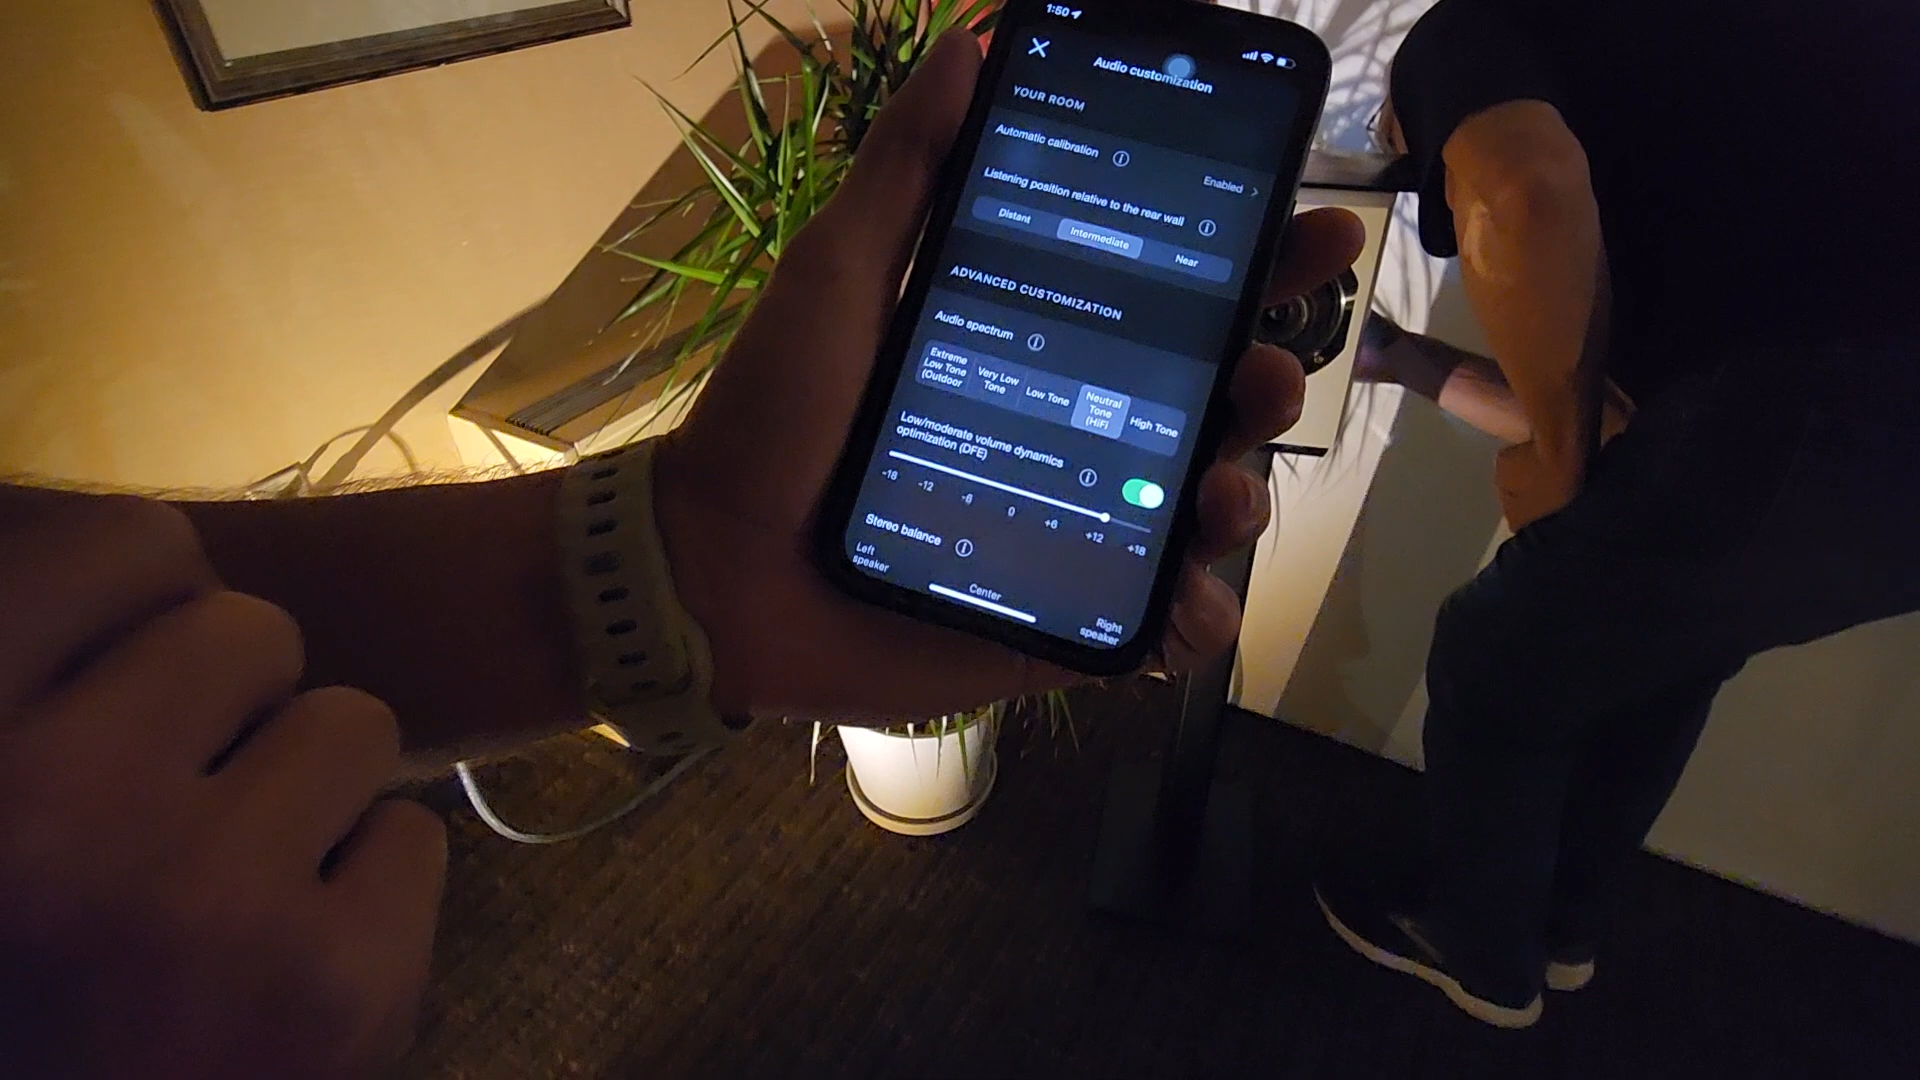 1:50
Audio customization
YOUR ROOM
Automatic calibration
Enabled
Listening position relative to the rear wall
Distant
Intermediate
Near
ADVANCED CUSTOMIZATION
Audio spectrum
Extreme
Low Tone
(Outdoor
Very Low
Tone
Low Tone
Neutral
Tone
(HiFi
High Tone
Low/moderate volume dynamics
optimization (DFE)
-18 -12 -6 0 +6 +12 +18
Stereo balance
Left
speaker
Center
Right
speaker